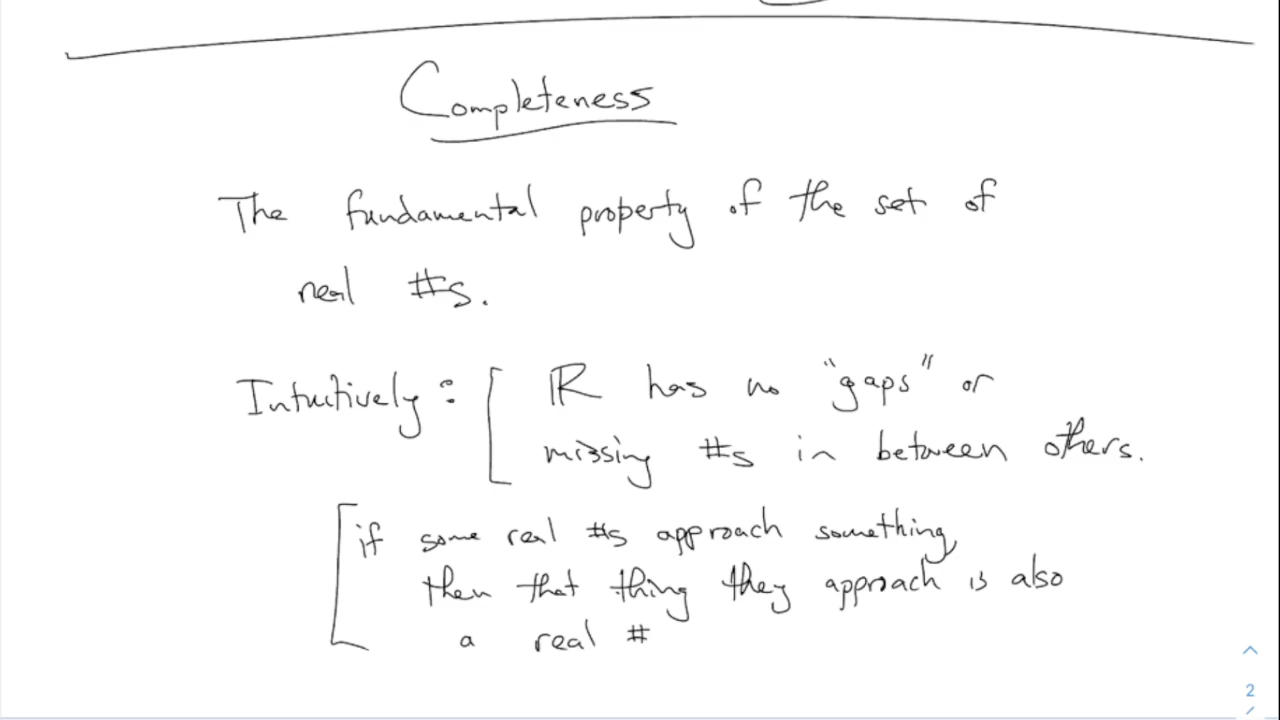 Completeness
The fundamental property of the set of
real #s.
Intuitively: [ ℝ has no "gaps" or
missing #s in between others.
[ if some real #s approach something,
then that thing they approach is also
a real #
2